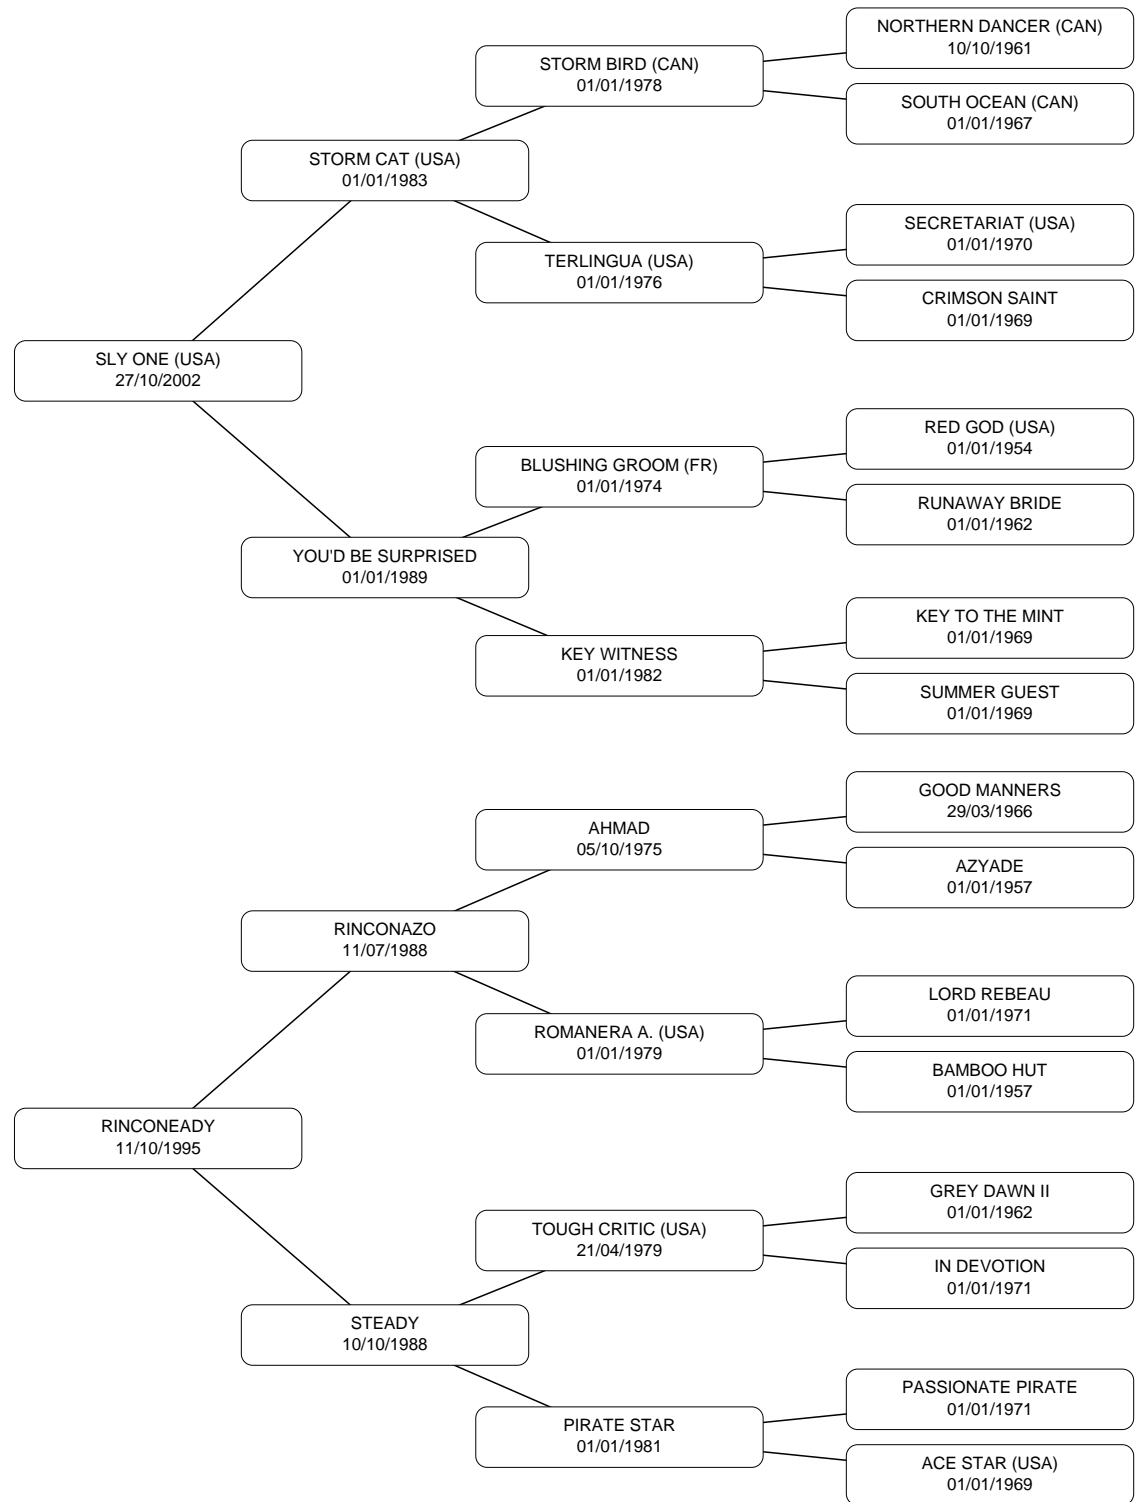 NORTHERN DANCER (CAN)
10/10/1961
STORM BIRD (CAN)
01/01/1978
SOUTH OCEAN (CAN)
01/01/1967
STORM CAT (USA)
01/01/1983
SECRETARIAT (USA)
01/01/1970
TERLINGUA (USA)
01/01/1976
CRIMSON SAINT
01/01/1969
SLY ONE (USA)
27/10/2002
RED GOD (USA)
01/01/1954
BLUSHING GROOM (FR)
01/01/1974
RUNAWAY BRIDE
01/01/1962
YOU'D BE SURPRISED
01/01/1989
KEY TO THE MINT
01/01/1969
KEY WITNESS
01/01/1982
SUMMER GUEST
01/01/1969
GOOD MANNERS
29/03/1966
AHMAD
05/10/1975
AZYADE
01/01/1957
RINCONAZO
11/07/1988
LORD REBEAU
01/01/1971
ROMANERA A. (USA)
01/01/1979
BAMBOO HUT
01/01/1957
RINCONEADY
11/10/1995
GREY DAWN II
01/01/1962
TOUGH CRITIC (USA)
21/04/1979
IN DEVOTION
01/01/1971
STEADY
10/10/1988
PASSIONATE PIRATE
01/01/1971
PIRATE STAR
01/01/1981
ACE STAR (USA)
01/01/1969